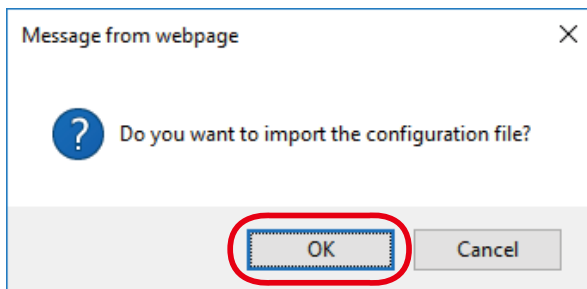 Message from webpage
Do you want to import the configuration file?
OK
Cancel